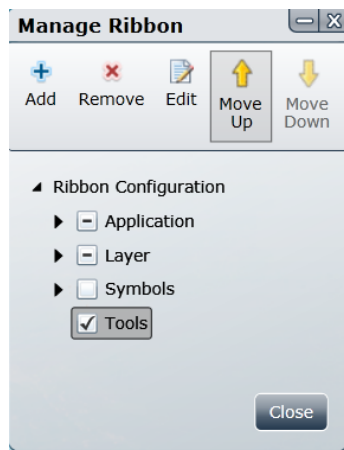 Manage Ribbon
Add Remove Edit Move Up Move Down
Ribbon Configuration
Application
Layer
Symbols
Tools
Close